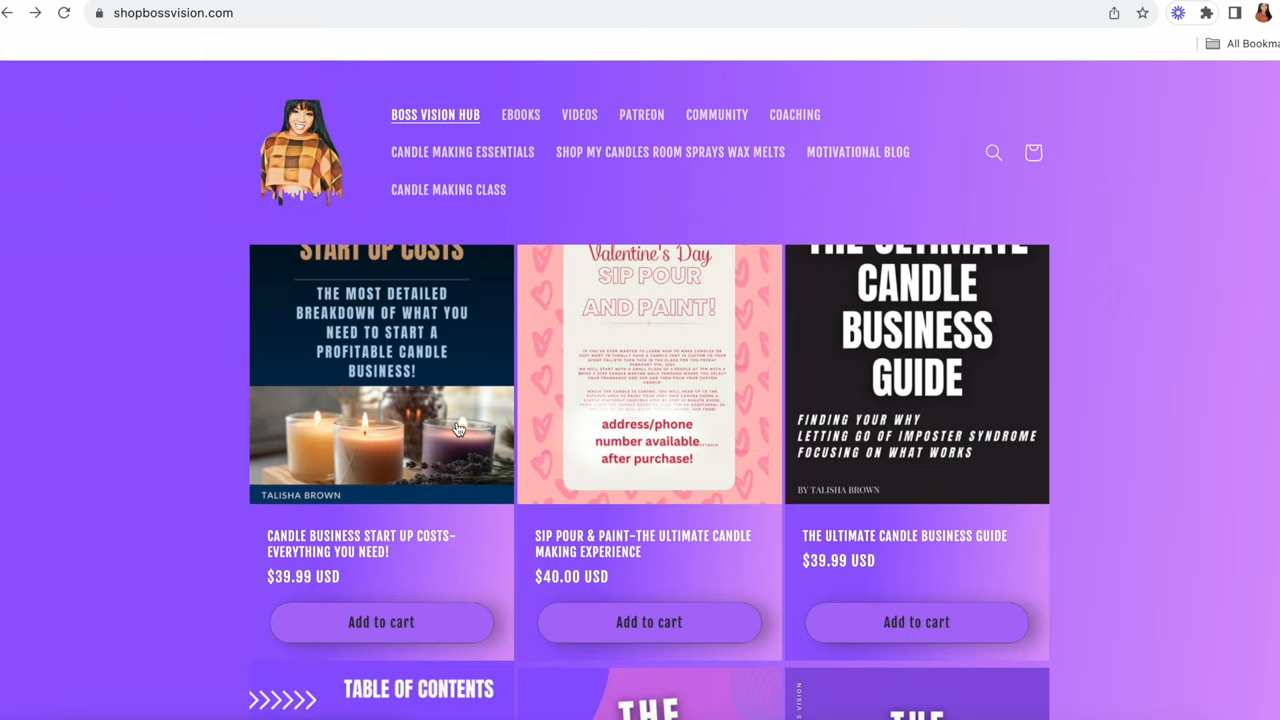 shopbossvision.com
All Bookma
BOSS VISION HUB EBOOKS VIDEOS PATREON COMMUNITY COACHING
CANDLE MAKING ESSENTIALS SHOP MY CANDLES ROOM SPRAYS WAX MELTS MOTIVATIONAL BLOG
CANDLE MAKING CLASS
START UP COSTS
THE MOST DETAILED
BREAKDOWN OF WHAT YOU
NEED TO START A
PROFITABLE CANDLE
BUSINESS!
TALISHA BROWN
Valentine's Day
SIP POUR
AND PAINT!
address/phone
number available
after purchase!
THE ULTIMATE
CANDLE
BUSINESS
GUIDE
FINDING YOUR WHY
LETTING GO OF IMPOSTER SYNDROME
FOCUSING ON WHAT WORKS
BY TALISHA BROWN
CANDLE BUSINESS START UP COSTS-
EVERYTHING YOU NEED!
$39.99 USD
Add to cart
SIP POUR & PAINT-THE ULTIMATE CANDLE
MAKING EXPERIENCE
$40.00 USD
Add to cart
THE ULTIMATE CANDLE BUSINESS GUIDE
$39.99 USD
Add to cart
TABLE OF CONTENTS
THE
BOSS VISION
THE